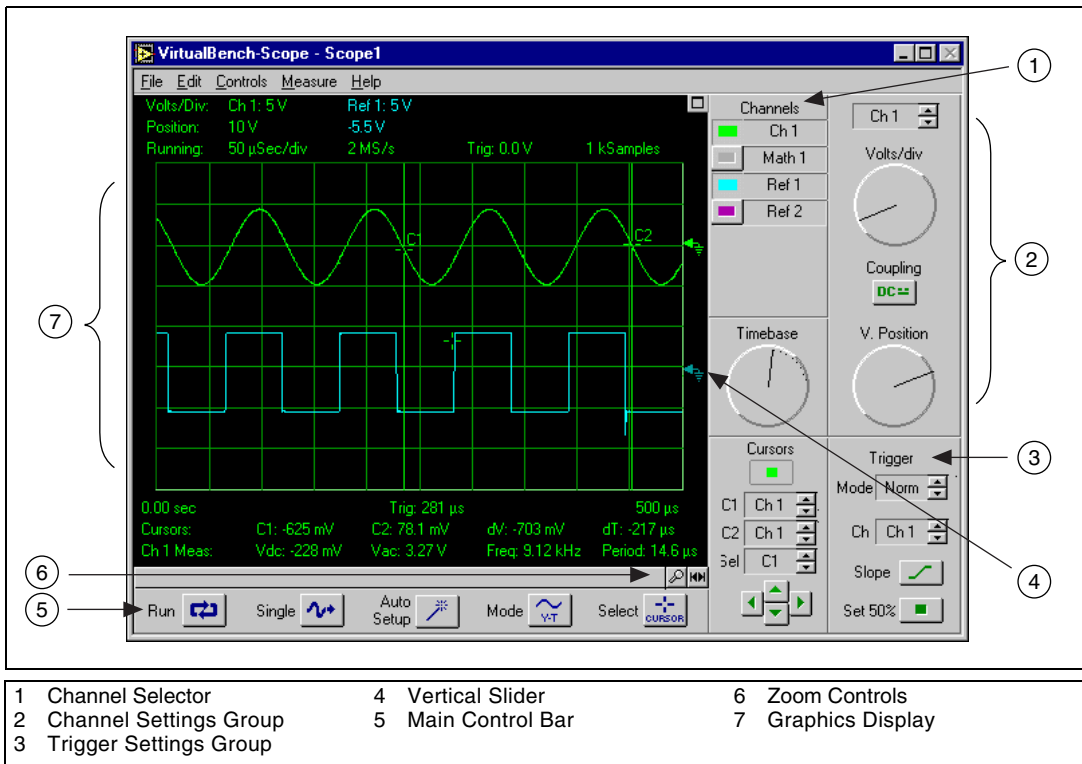 VirtualBench-Scope - Scope1
File Edit Controls Measure Help
Volts/Div: Ch 1: 5 V Ref 1: 5 V
Position: 10 V -5.5 V
Running: 50 µSec/div 2 MS/s Trig: 0.0 V 1 kSamples
C1
C2
0.00 sec Trig: 281 µs 500 µs
Cursors: C1: -625 mV C2: 78.1 mV dV: -703 mV dT: -217 µs
Ch 1 Meas: Vdc: -228 mV Vac: 3.27 V Freq: 9.12 kHz Period: 14.6 µs
Run Single Auto Setup Mode Y-T Select CURSOR
Channels
Ch 1
Math 1
Ref 1
Ref 2
Ch 1
Volts/div
Coupling
DC
Timebase
V. Position
Cursors
C1 Ch 1
C2 Ch 1
Sel C1
Trigger
Mode Norm
Ch Ch 1
Slope
Set 50%
1
2
3
4
5
6
7
1 Channel Selector
2 Channel Settings Group
3 Trigger Settings Group
4 Vertical Slider
5 Main Control Bar
6 Zoom Controls
7 Graphics Display